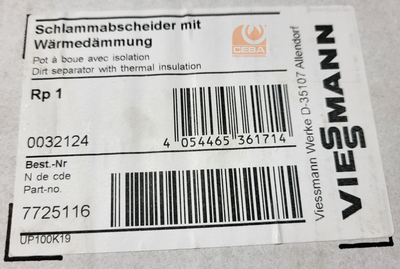 Schlammabscheider mit
Wärmedämmung
Pot à boue avec isolation
Dirt separator with thermal insulation
CEBA
Rp 1
0032124
4 054465 361714
Best.-Nr
N de cde
Part-no.
7725116
UP100K19
Viessmann Werke D-35107 Allendorf
VIESSMANN